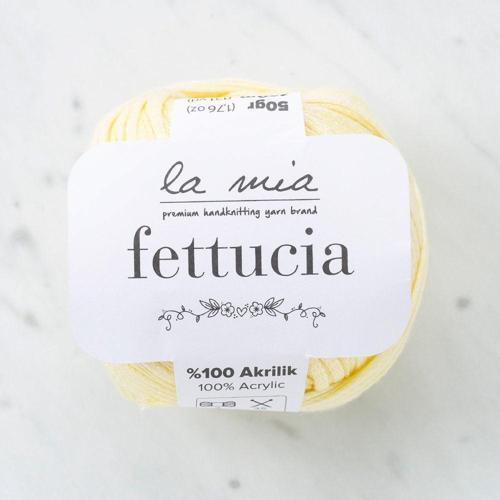 50gr (1,76 oz)
la mia
premium handknitting yarn brand
fettucia
%100 Akrilik
100% Acrylic